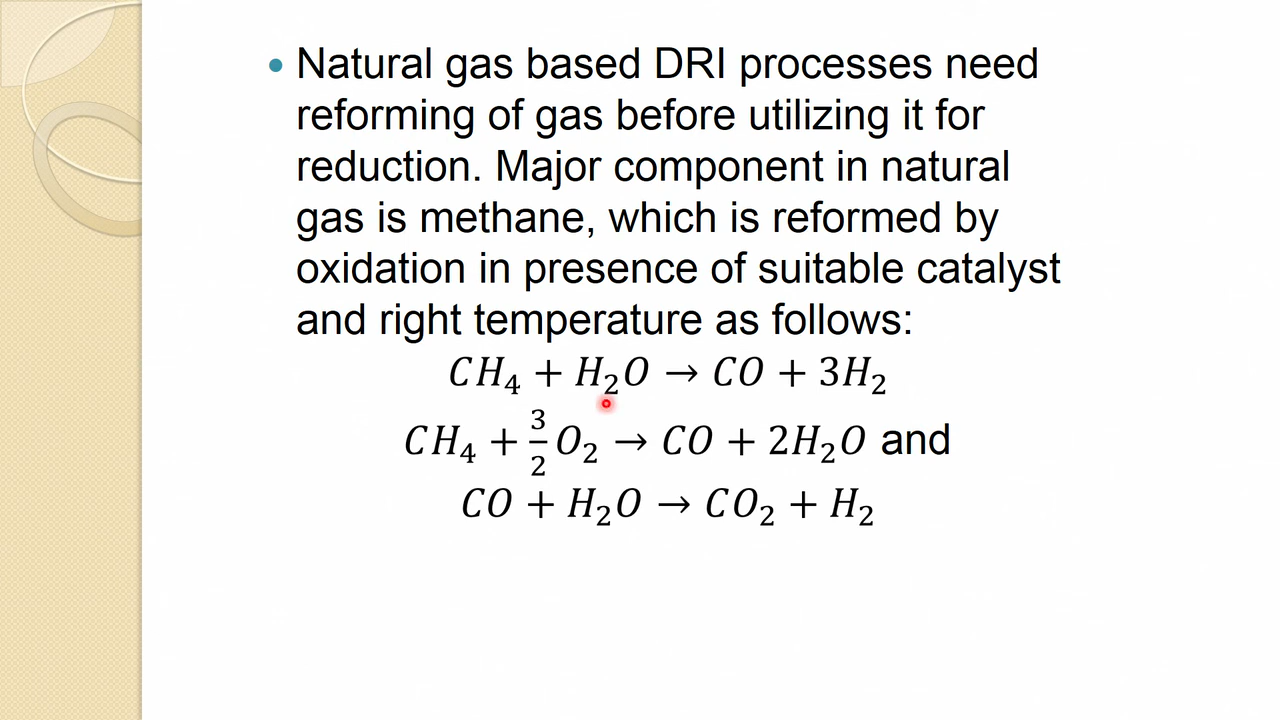 • Natural gas based DRI processes need
reforming of gas before utilizing it for
reduction. Major component in natural
gas is methane, which is reformed by
oxidation in presence of suitable catalyst
and right temperature as follows:
𝐶𝐻₄ + 𝐻₂𝑂 → 𝐶𝑂 + 3𝐻₂
𝐶𝐻₄ + 3/2 𝑂₂ → 𝐶𝑂 + 2𝐻₂𝑂 and
𝐶𝑂 + 𝐻₂𝑂 → 𝐶𝑂₂ + 𝐻₂